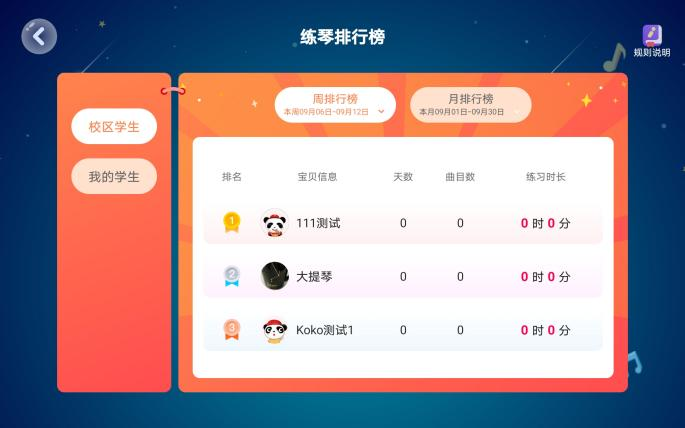 练琴排行榜
规则说明
校区学生
我的学生
周排行榜
本周09月06日-09月12日
月排行榜
本月09月01日-09月30日
排名 宝贝信息 天数 曲目数 练习时长
1 111测试 0 0 0 时 0 分
2 大提琴 0 0 0 时 0 分
3 Koko测试1 0 0 0 时 0 分